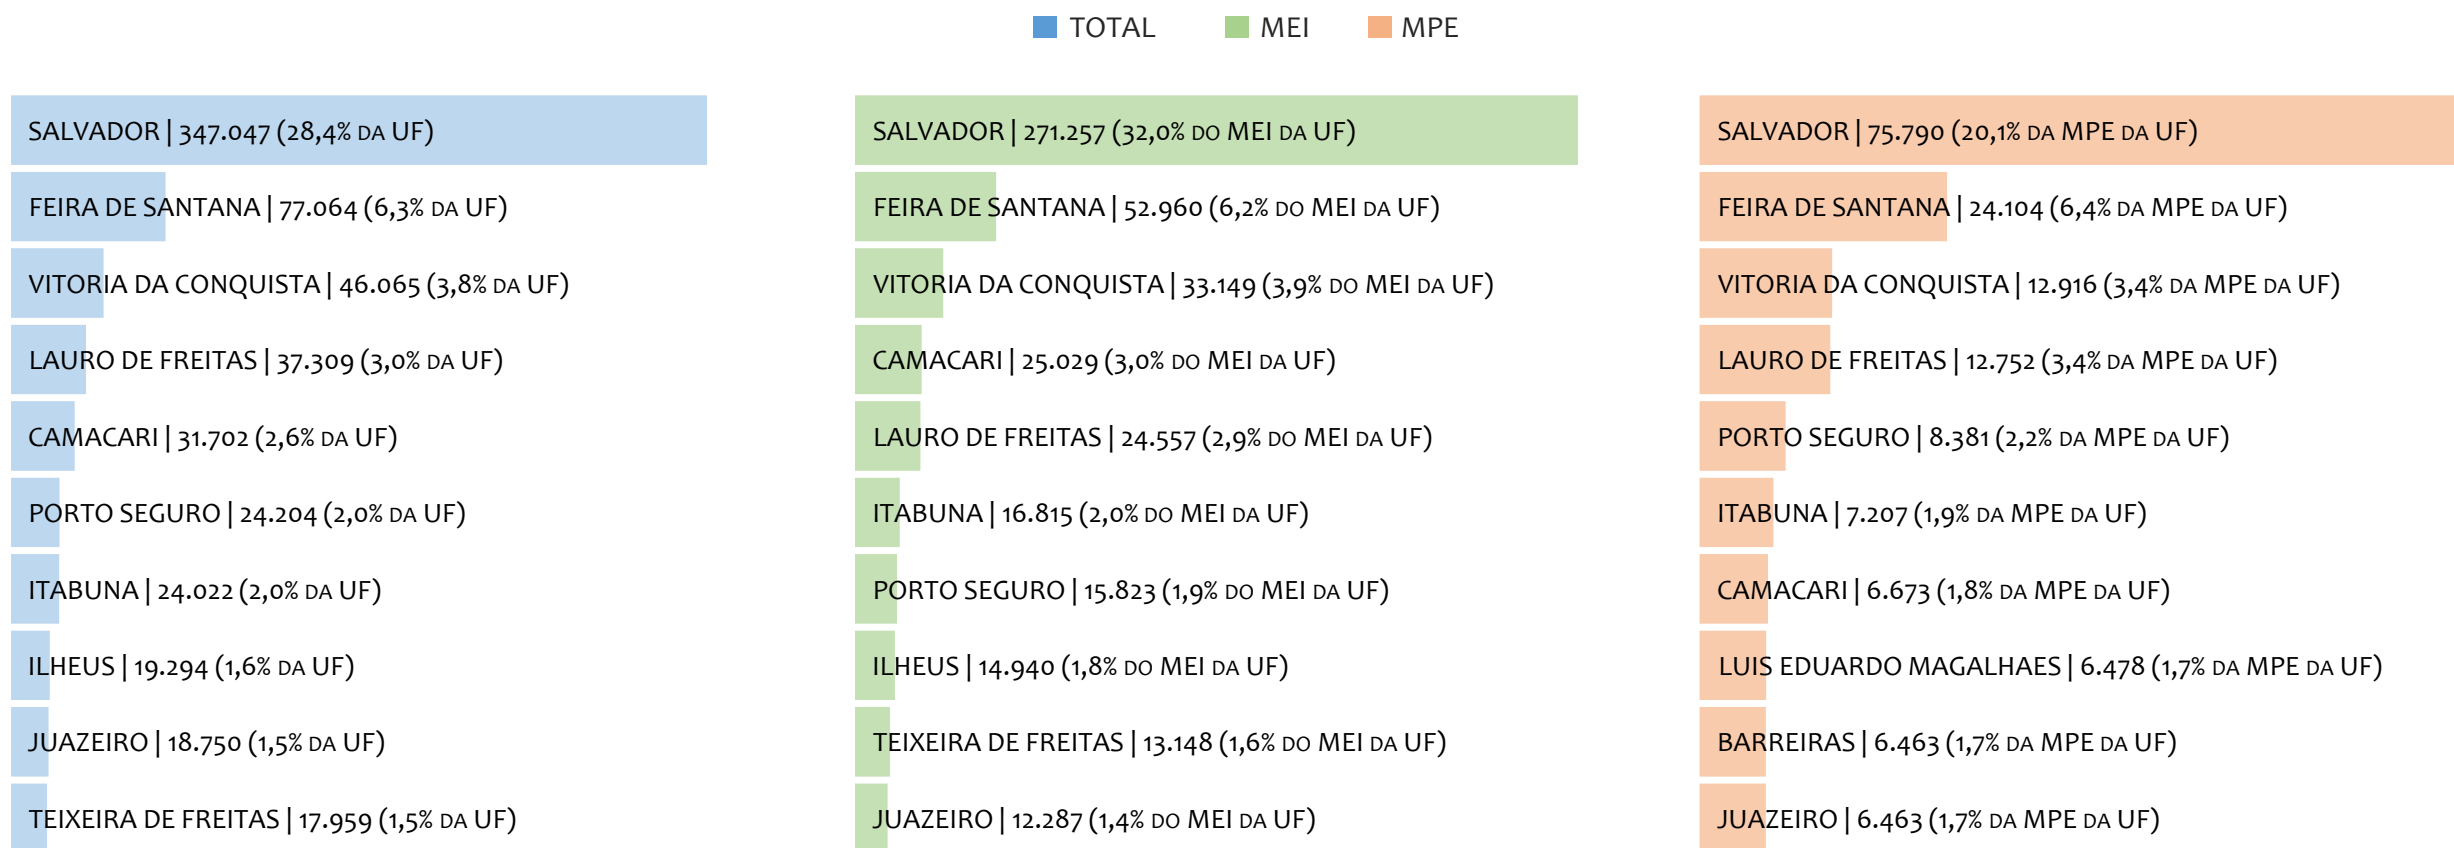 TOTAL MEI MPE
SALVADOR | 347.047 (28,4% DA UF)
FEIRA DE SANTANA | 77.064 (6,3% DA UF)
VITORIA DA CONQUISTA | 46.065 (3,8% DA UF)
LAURO DE FREITAS | 37.309 (3,0% DA UF)
CAMACARI | 31.702 (2,6% DA UF)
PORTO SEGURO | 24.204 (2,0% DA UF)
ITABUNA | 24.022 (2,0% DA UF)
ILHEUS | 19.294 (1,6% DA UF)
JUAZEIRO | 18.750 (1,5% DA UF)
TEIXEIRA DE FREITAS | 17.959 (1,5% DA UF)
SALVADOR | 271.257 (32,0% DO MEI DA UF)
FEIRA DE SANTANA | 52.960 (6,2% DO MEI DA UF)
VITORIA DA CONQUISTA | 33.149 (3,9% DO MEI DA UF)
CAMACARI | 25.029 (3,0% DO MEI DA UF)
LAURO DE FREITAS | 24.557 (2,9% DO MEI DA UF)
ITABUNA | 16.815 (2,0% DO MEI DA UF)
PORTO SEGURO | 15.823 (1,9% DO MEI DA UF)
ILHEUS | 14.940 (1,8% DO MEI DA UF)
TEIXEIRA DE FREITAS | 13.148 (1,6% DO MEI DA UF)
JUAZEIRO | 12.287 (1,4% DO MEI DA UF)
SALVADOR | 75.790 (20,1% DA MPE DA UF)
FEIRA DE SANTANA | 24.104 (6,4% DA MPE DA UF)
VITORIA DA CONQUISTA | 12.916 (3,4% DA MPE DA UF)
LAURO DE FREITAS | 12.752 (3,4% DA MPE DA UF)
PORTO SEGURO | 8.381 (2,2% DA MPE DA UF)
ITABUNA | 7.207 (1,9% DA MPE DA UF)
CAMACARI | 6.673 (1,8% DA MPE DA UF)
LUIS EDUARDO MAGALHAES | 6.478 (1,7% DA MPE DA UF)
BARREIRAS | 6.463 (1,7% DA MPE DA UF)
JUAZEIRO | 6.463 (1,7% DA MPE DA UF)